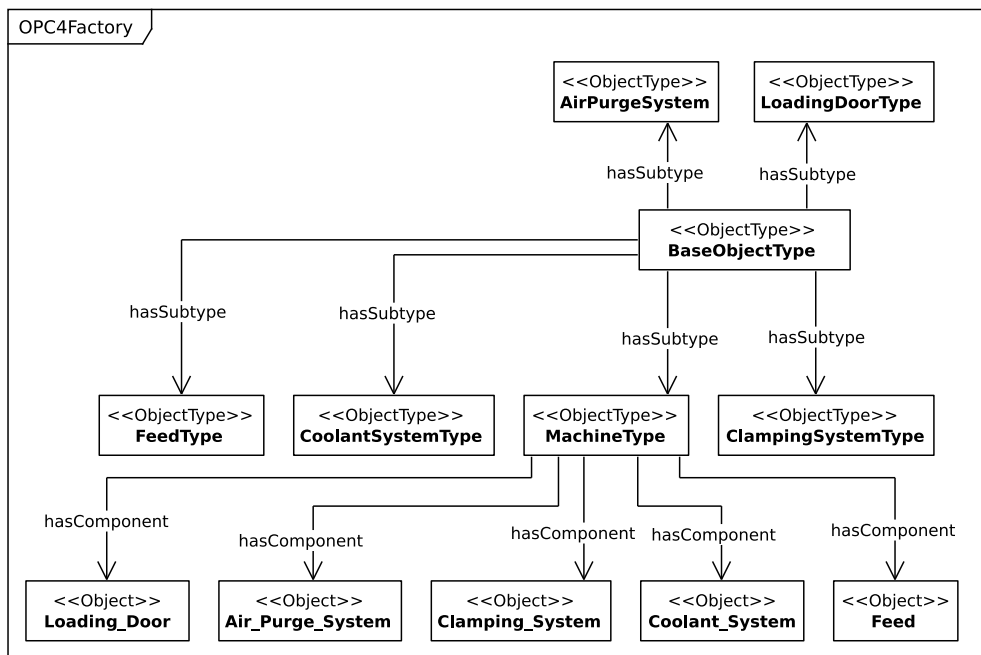 OPC4Factory
<<ObjectType>>
AirPurgeSystem
<<ObjectType>>
LoadingDoorType
hasSubtype
hasSubtype
<<ObjectType>>
BaseObjectType
hasSubtype
hasSubtype
hasSubtype
hasSubtype
<<ObjectType>>
FeedType
<<ObjectType>>
CoolantSystemType
<<ObjectType>>
MachineType
<<ObjectType>>
ClampingSystemType
hasComponent
hasComponent
hasComponent
hasComponent
hasComponent
<<Object>>
Loading_Door
<<Object>>
Air_Purge_System
<<Object>>
Clamping_System
<<Object>>
Coolant_System
<<Object>>
Feed